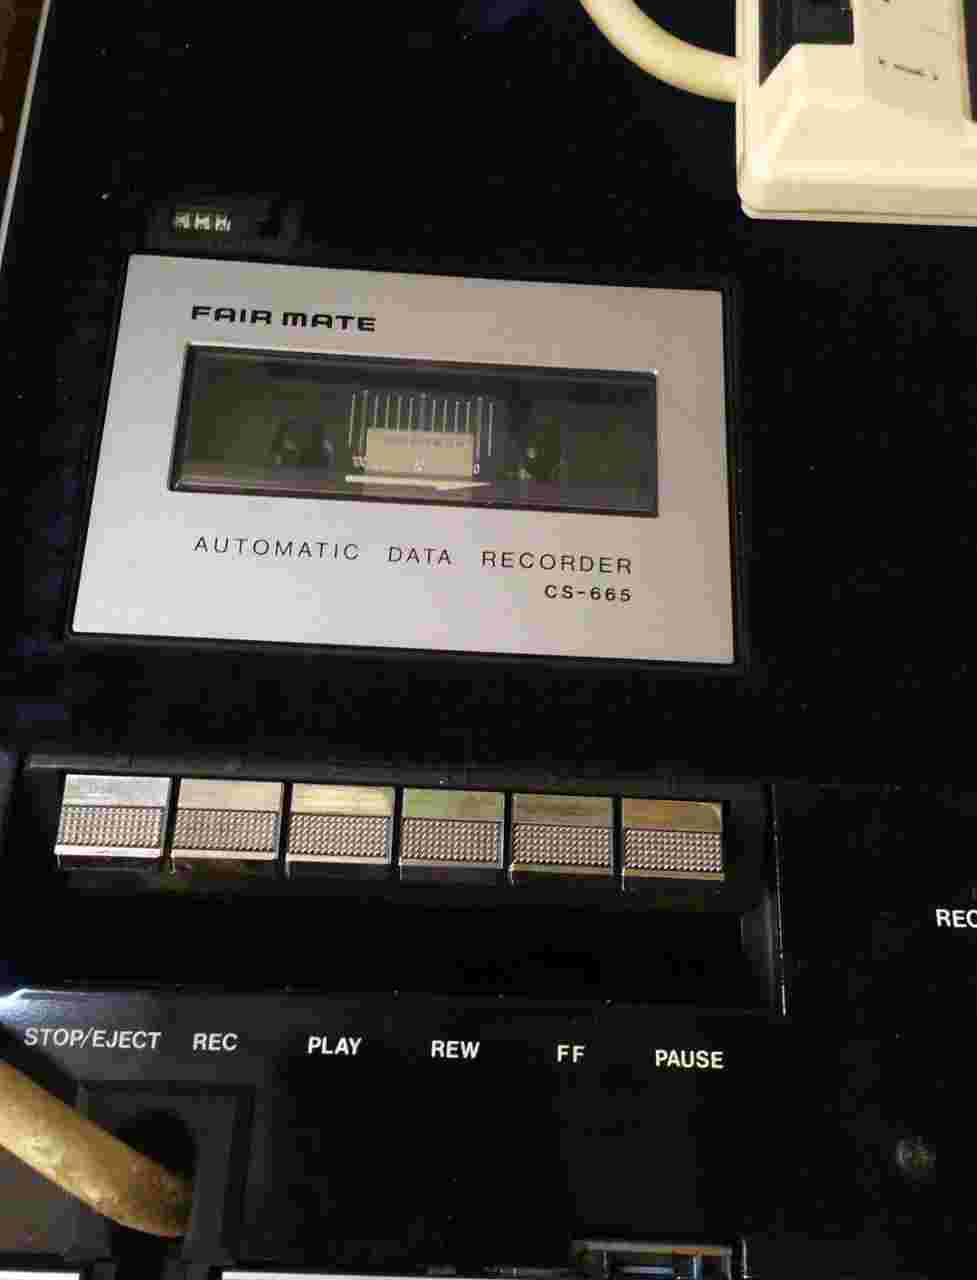 FAIR MATE
AUTOMATIC DATA RECORDER
CS-665
REC
STOP/EJECT REC PLAY REW FF PAUSE